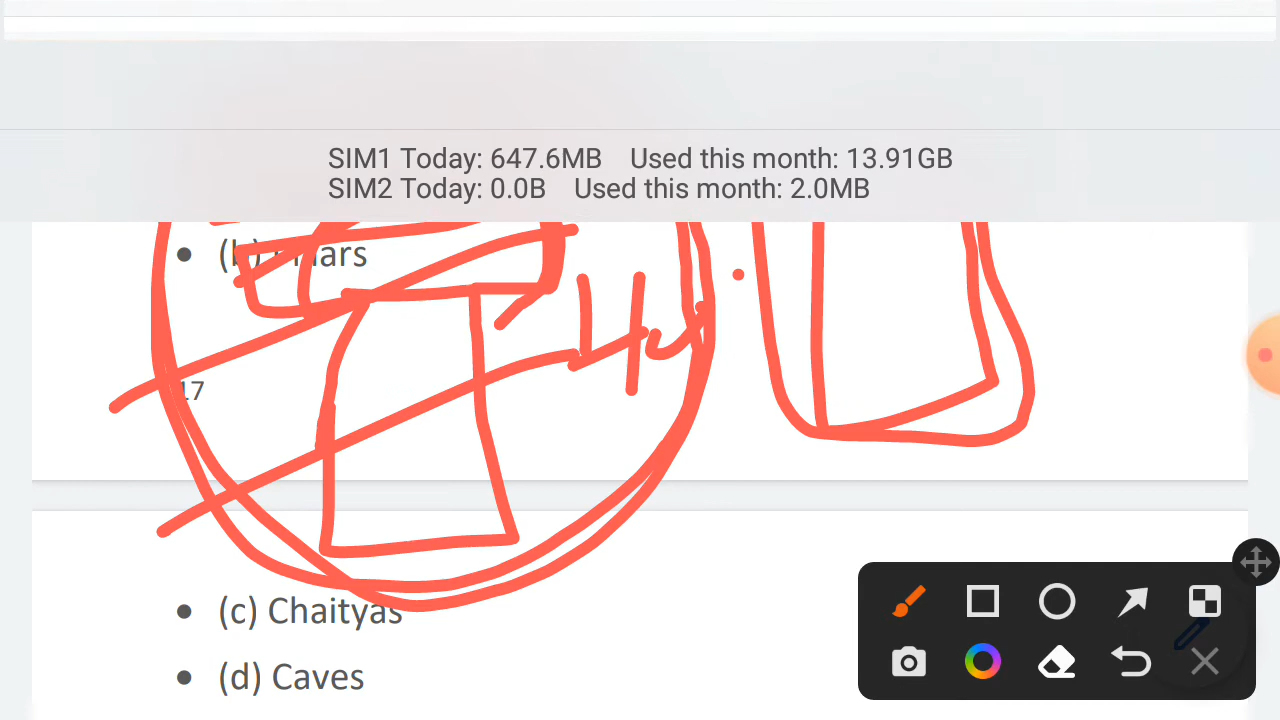 SIM1 Today: 647.6MB Used this month: 13.91GB
SIM2 Today: 0.0B Used this month: 2.0MB
• (b) Pillars
17
• (c) Chaityas
• (d) Caves